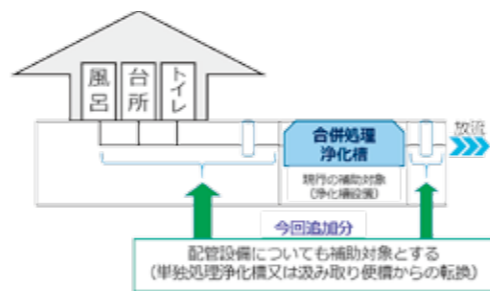 風呂
台所
トイレ
合併処理
浄化槽
放流
現行の補助対象
（浄化槽設備）
今回追加分
配管設備についても補助対象とする
（単独処理浄化槽又は汲み取り便槽からの転換）